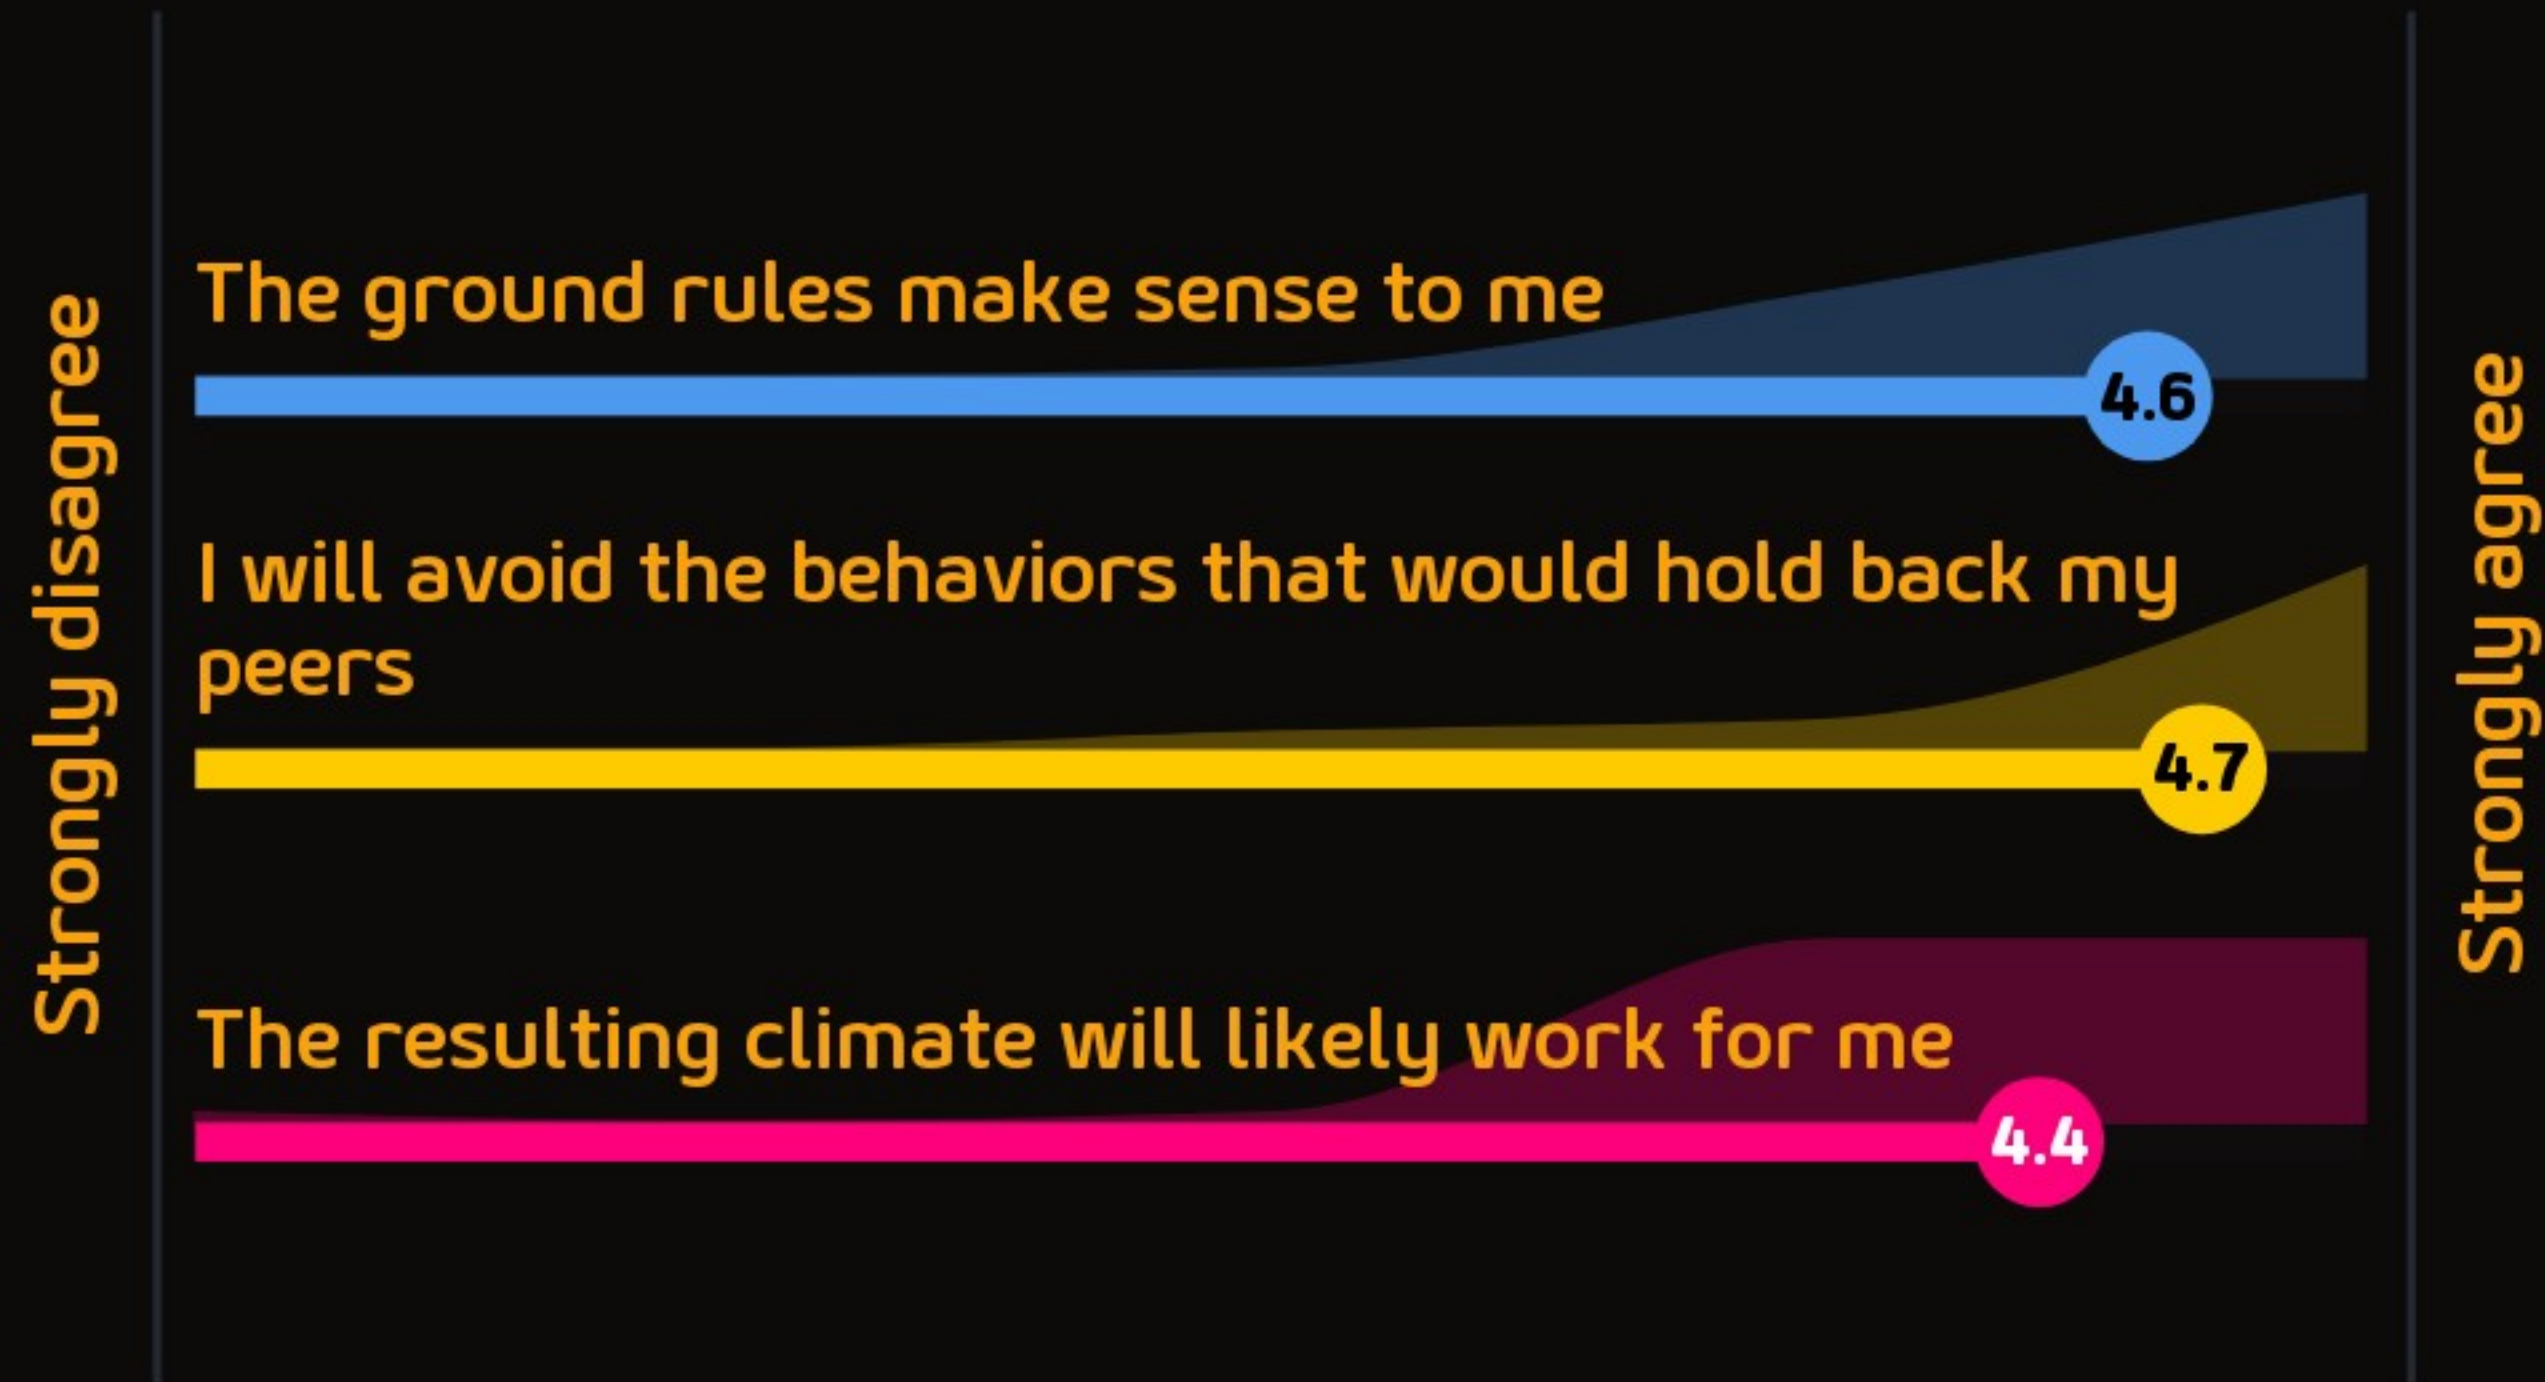 Strongly disagree
The ground rules make sense to me
4.6
I will avoid the behaviors that would hold back my
peers
4.7
The resulting climate will likely work for me
4.4
Strongly agree